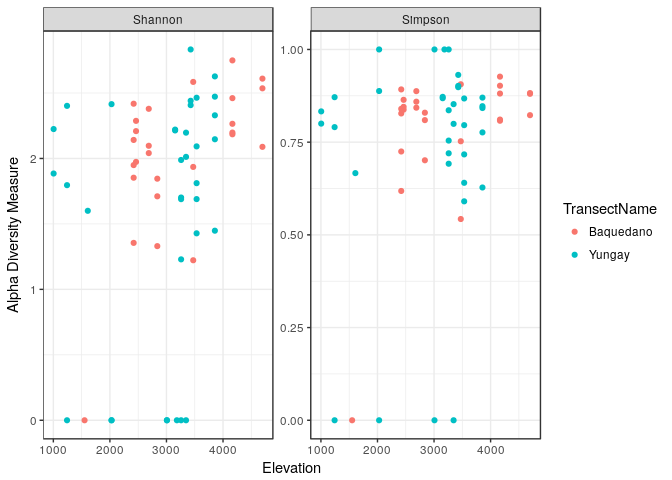 Shannon
SImpson
Alpha Diversity Measure
2
1
0
1.00
0.75
0.50
0.25
0.00
1000 2000 3000 4000
1000 2000 3000 4000
Elevation
TransectName
Baquedano
Yungay